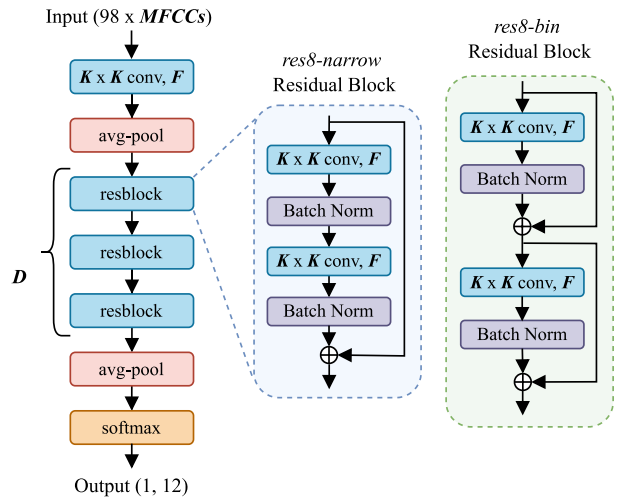 Input (98 x MFCCs)
K x K conv, F
avg-pool
resblock
resblock
resblock
D
avg-pool
softmax
Output (1, 12)
res8-narrow
Residual Block
K x K conv, F
Batch Norm
K x K conv, F
Batch Norm
res8-bin
Residual Block
K x K conv, F
Batch Norm
K x K conv, F
Batch Norm